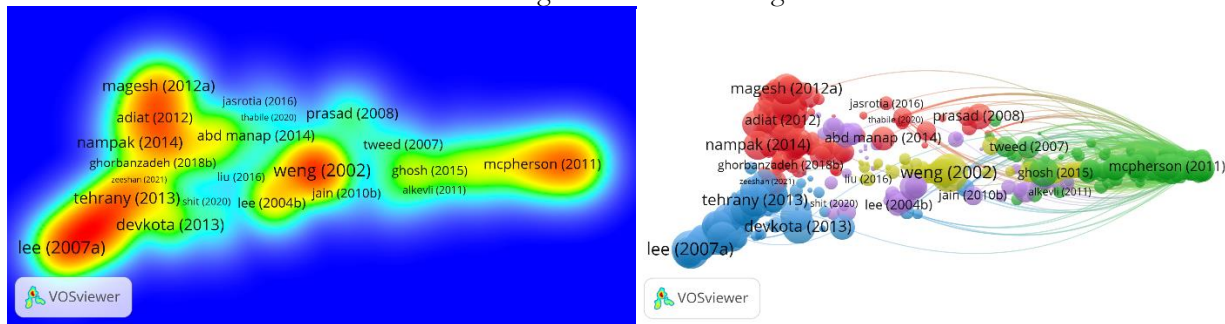 magesh (2012a)
jasrotia (2016)
thabile (2020)
prasad (2008)
adiat (2012)
abd manap (2014)
nampak (2014)
tweed (2007)
ghorbanzadeh (2018b)
weng (2002)
ghosh (2015)
mcpherson (2011)
zeeshan (2021)
liu (2016)
jain (2010b)
alkevli (2011)
tehrany (2013)
shit (2020)
lee (2004b)
devkota (2013)
lee (2007a)
VOSviewer
magesh (2012a)
jasrotia (2016)
thabile (2020)
prasad (2008)
adiat (2012)
abd manap (2014)
nampak (2014)
tweed (2007)
ghorbanzadeh (2018b)
weng (2002)
ghosh (2015)
mcpherson (2011)
zeeshan (2021)
liu (2016)
jain (2010b)
alkevli (2011)
tehrany (2013)
shit (2020)
lee (2004b)
devkota (2013)
lee (2007a)
VOSviewer